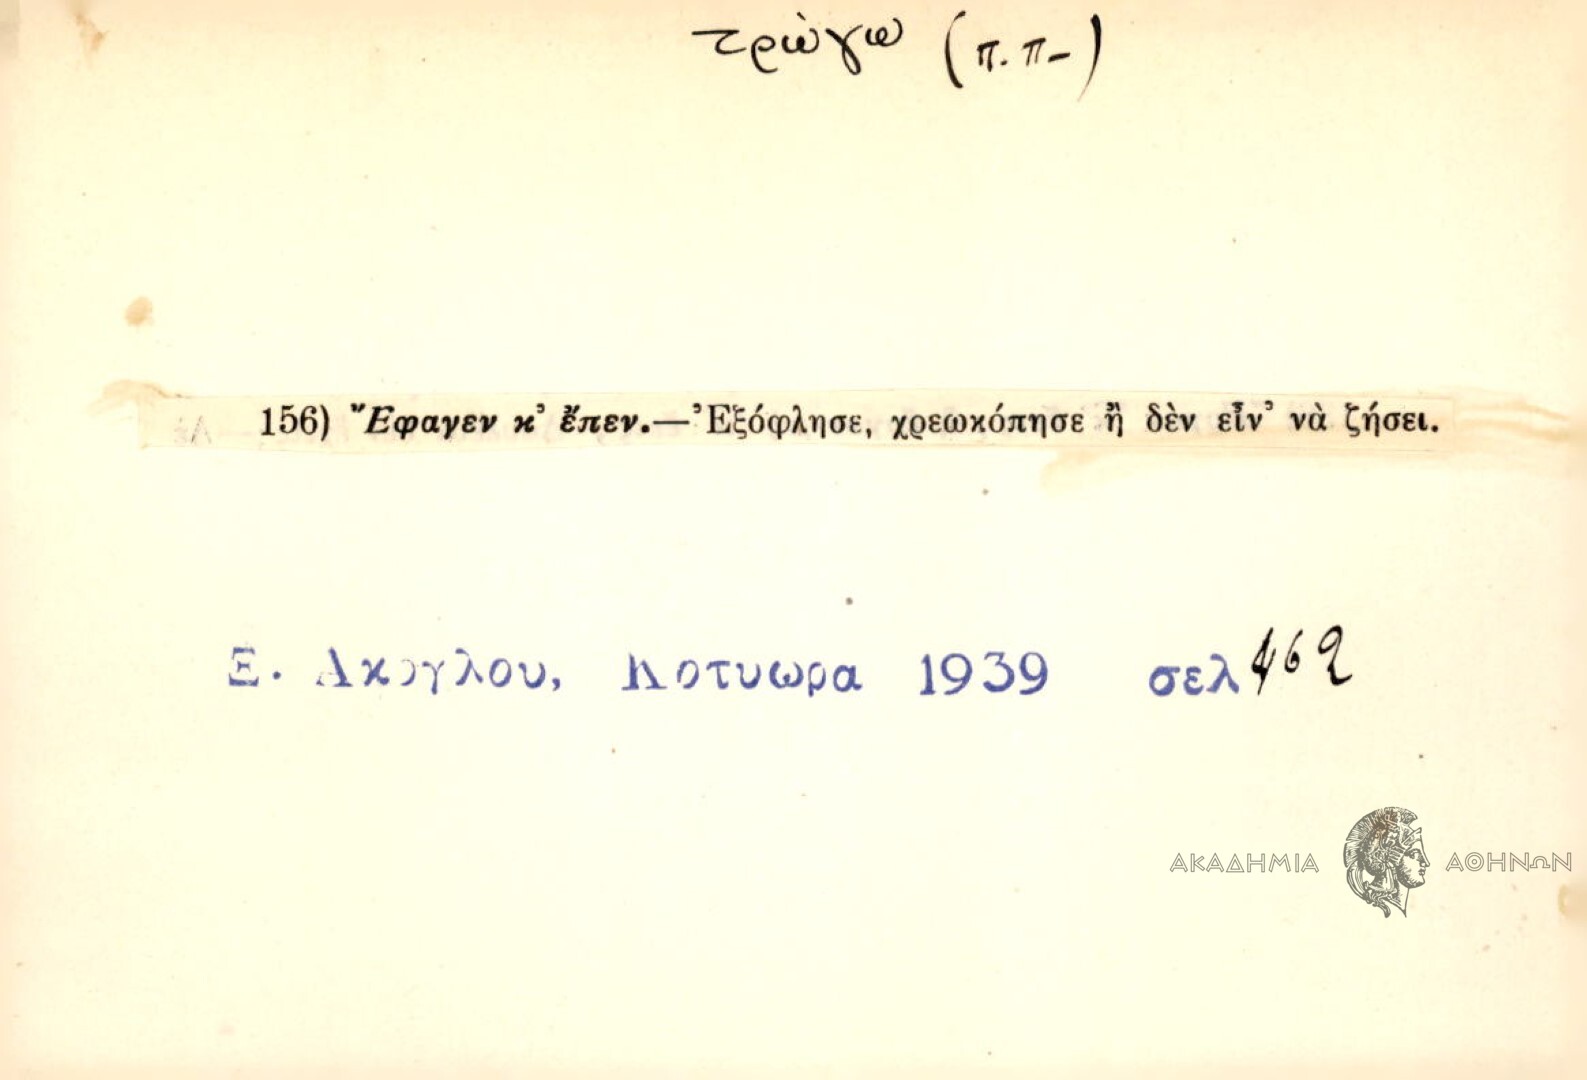 τρώγω (π. π-)
156) Ἔφαγεν κ’ ἔπεν.—Ἐξόφλησε, χρεωκόπησε ἢ δὲν εἶν’ νὰ ζήσει.
Ξ. Ακογλου, Κοτυωρα 1939 σελ 462
ΑΚΑΔΗΜΙΑ ΑΘΗΝΩΝ